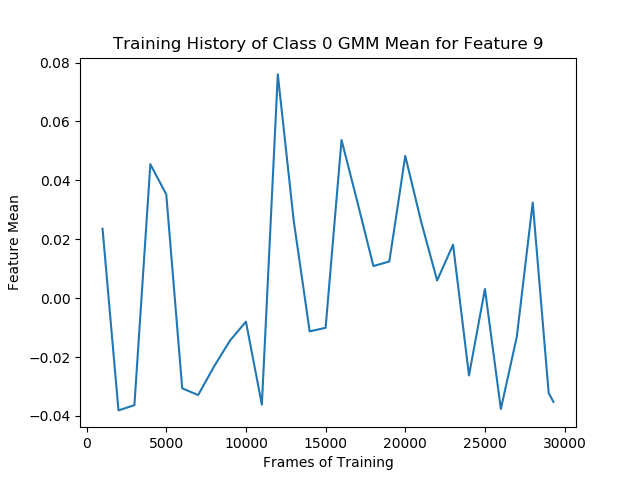 Training History of Class 0 GMM Mean for Feature 9
0.08
0.06
0.04
0.02
0.00
−0.02
−0.04
Feature Mean
0 5000 10000 15000 20000 25000 30000
Frames of Training